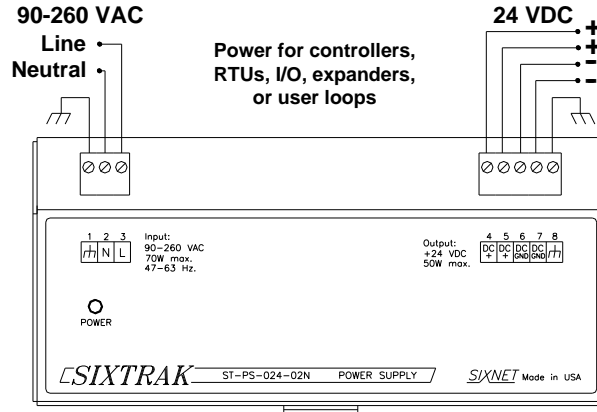 90-260 VAC
Line
Neutral
Power for controllers,
RTUs, I/O, expanders,
or user loops
24 VDC
+
+
-
-
1 2 3
N L
Input:
90-260 VAC
70W max.
47-63 Hz.
Output:
+24 VDC
50W max.
4 5 6 7 8
DC + DC + DC GND DC GND
POWER
SIXTRAK ST-PS-024-02N POWER SUPPLY
SIXNET Made in USA